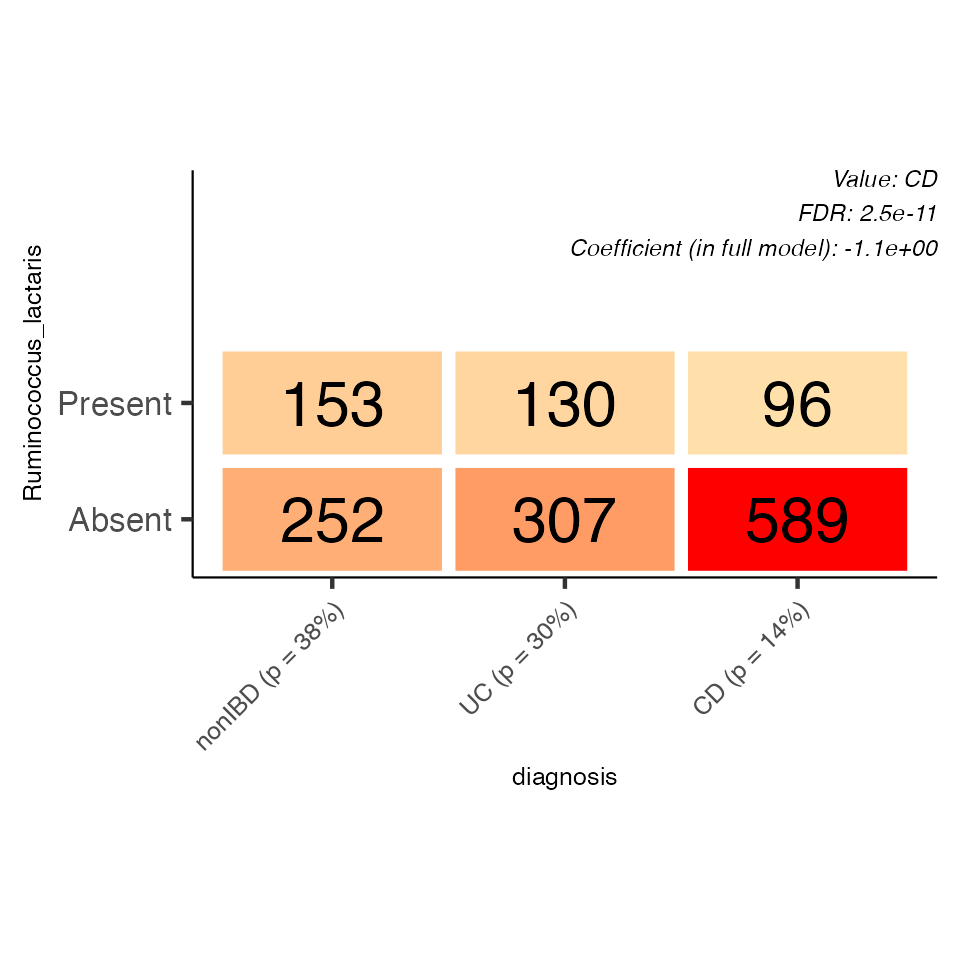 Value: CD
FDR: 2.5e-11
Coefficient (in full model): -1.1e+00
Ruminococcus_lactaris
Present
153
130
96
Absent
252
307
589
nonIBD (p = 38%)
UC (p = 30%)
CD (p = 14%)
diagnosis